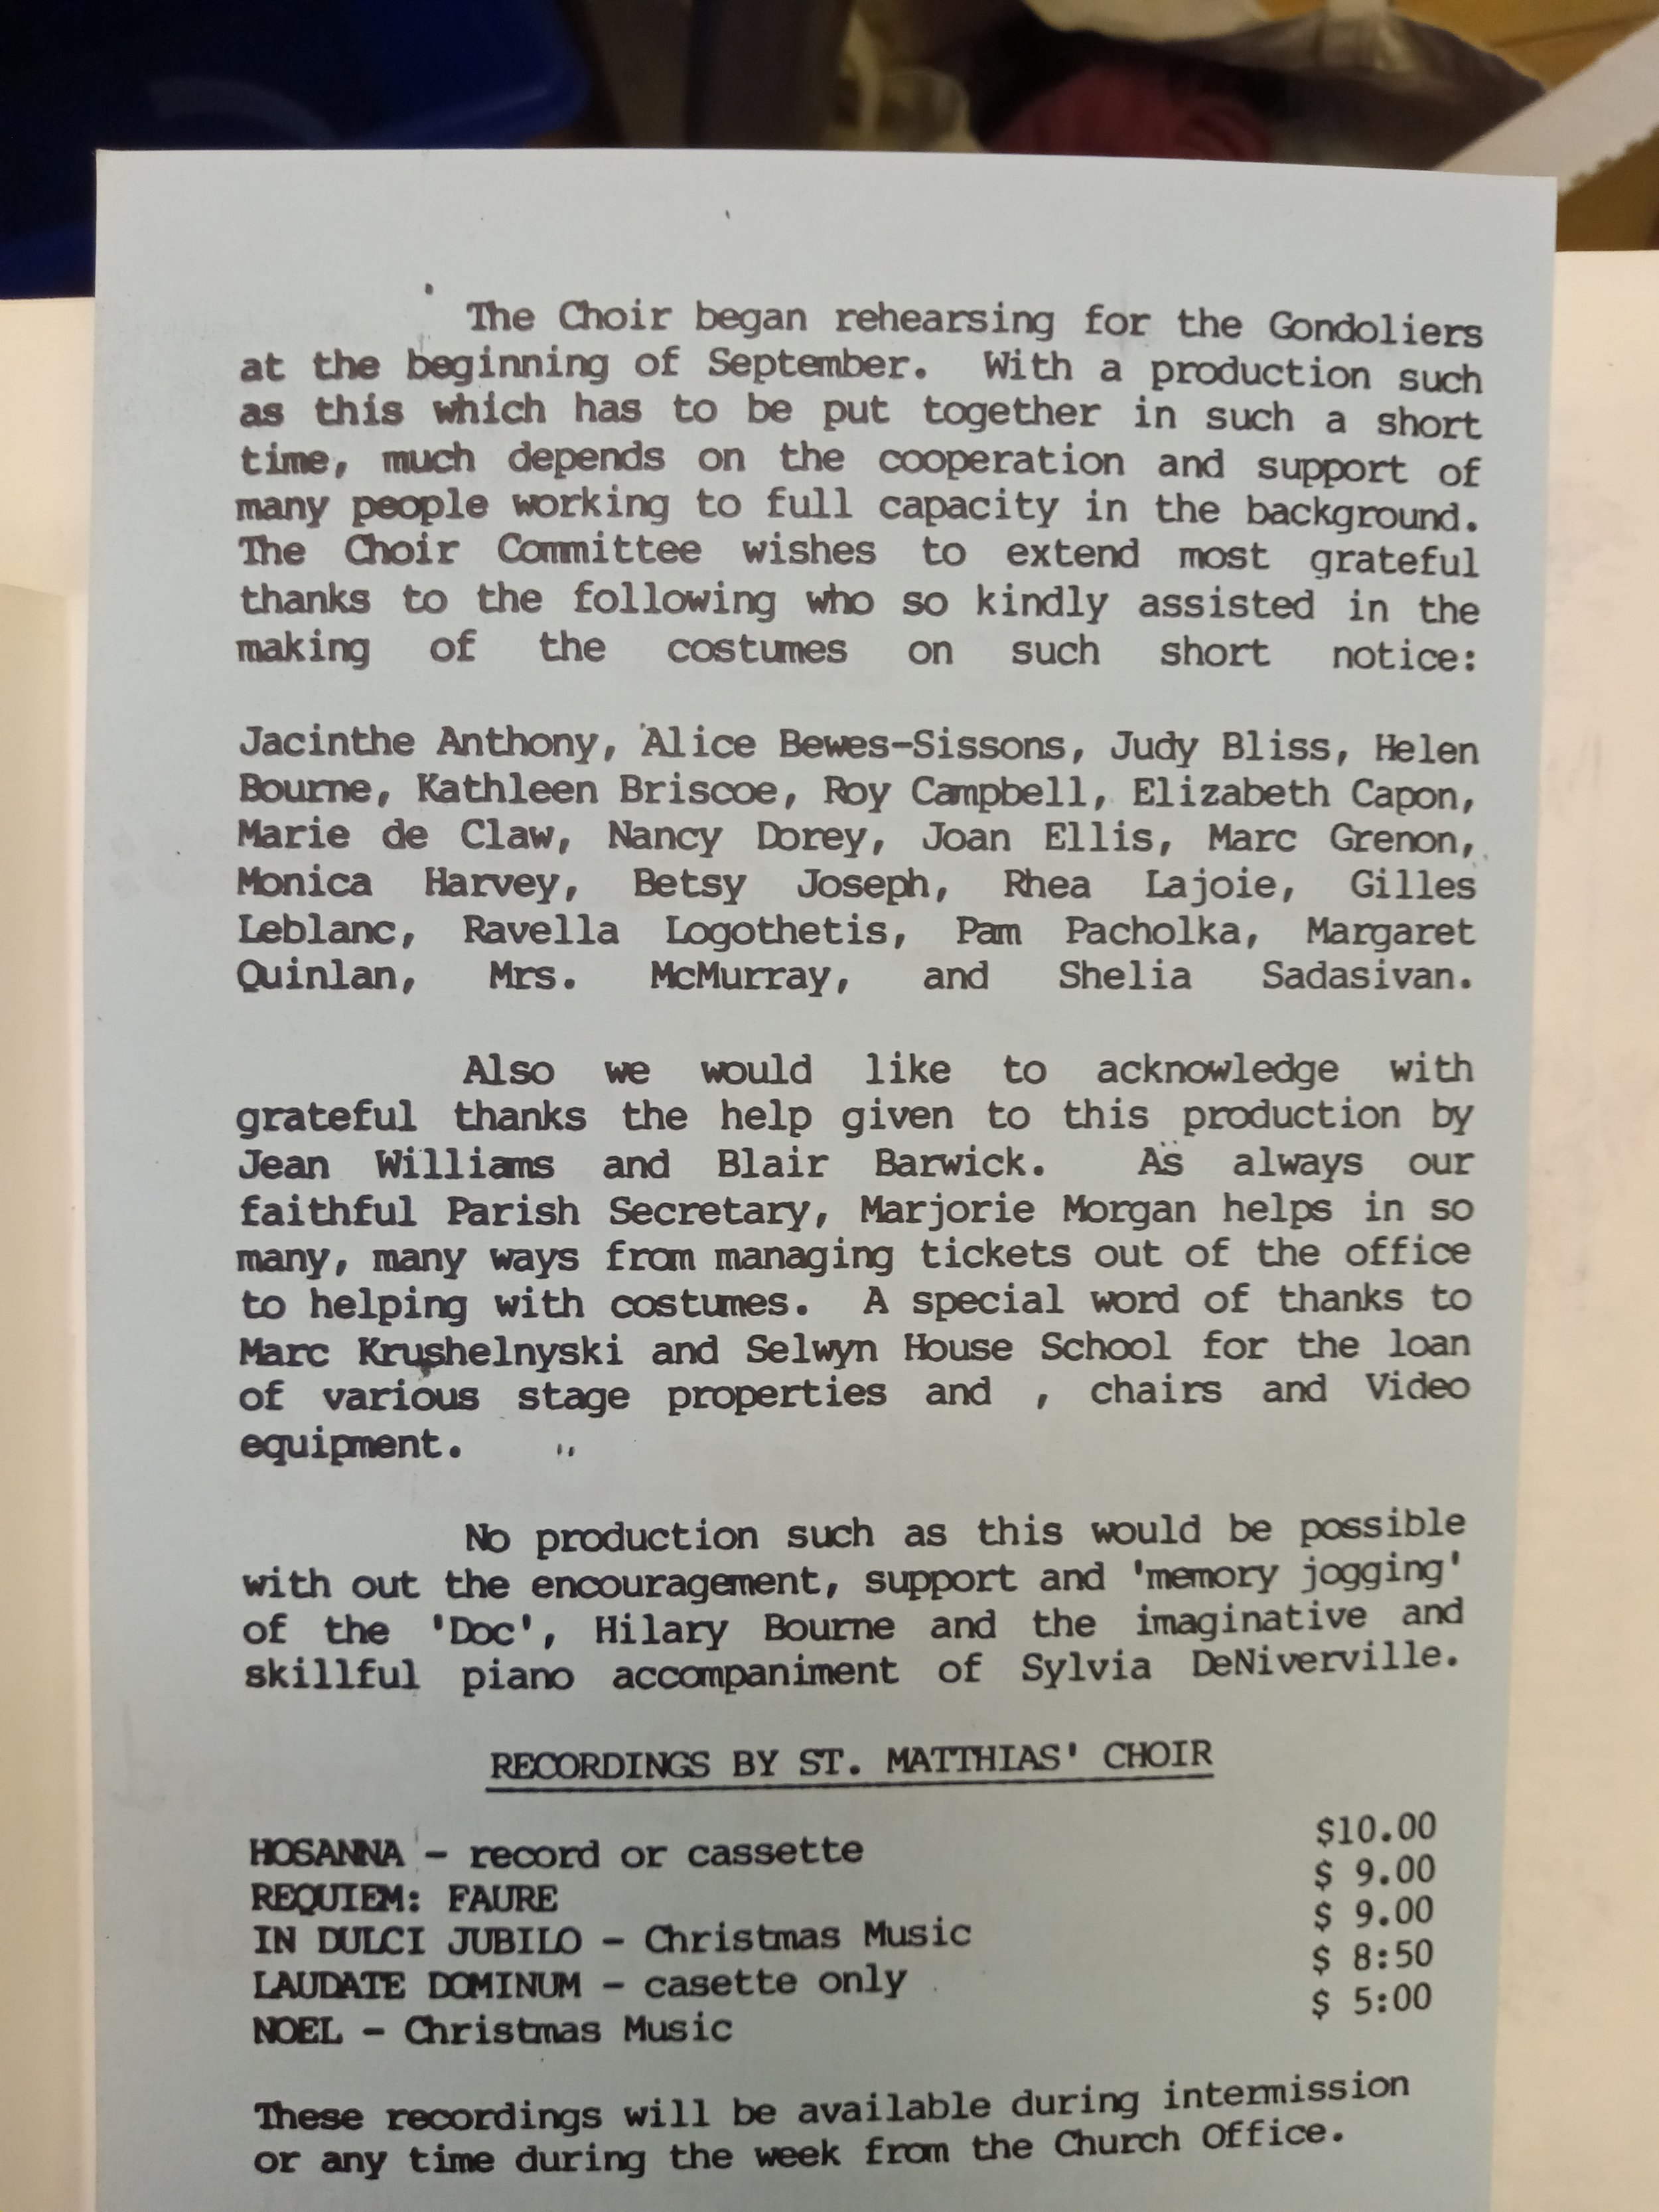 The Choir began rehearsing for the Gondoliers
at the beginning of September. With a production such
as this which has to be put together in such a short
time, much depends on the cooperation and support of
many people working to full capacity in the background.
The Choir Committee wishes to extend most grateful
thanks to the following who so kindly assisted in the
making of the costumes on such short notice:
Jacinthe Anthony, Alice Bewes-Sissons, Judy Bliss, Helen
Bourne, Kathleen Briscoe, Roy Campbell, Elizabeth Capon,
Marie de Claw, Nancy Dorey, Joan Ellis, Marc Grenon,
Monica Harvey, Betsy Joseph, Rhea Lajoie, Gilles
Leblanc, Ravella Logothetis, Pam Pacholka, Margaret
Quinlan, Mrs. McMurray, and Shelia Sadasivan.
Also we would like to acknowledge with
grateful thanks the help given to this production by
Jean Williams and Blair Barwick. As always our
faithful Parish Secretary, Marjorie Morgan helps in so
many, many ways from managing tickets out of the office
to helping with costumes. A special word of thanks to
Marc Krushelnyski and Selwyn House School for the loan
of various stage properties and , chairs and Video
equipment.
No production such as this would be possible
with out the encouragement, support and 'memory jogging'
of the 'Doc', Hilary Bourne and the imaginative and
skillful piano accompaniment of Sylvia DeNiverville.
RECORDINGS BY ST. MATTHIAS' CHOIR
HOSANNA - record or cassette $10.00
REQUIEM: FAURE $ 9.00
IN DULCI JUBILO - Christmas Music $ 9.00
LAUDATE DOMINUM - casette only $ 8:50
NOEL - Christmas Music $ 5:00
These recordings will be available during intermission
or any time during the week from the Church Office.